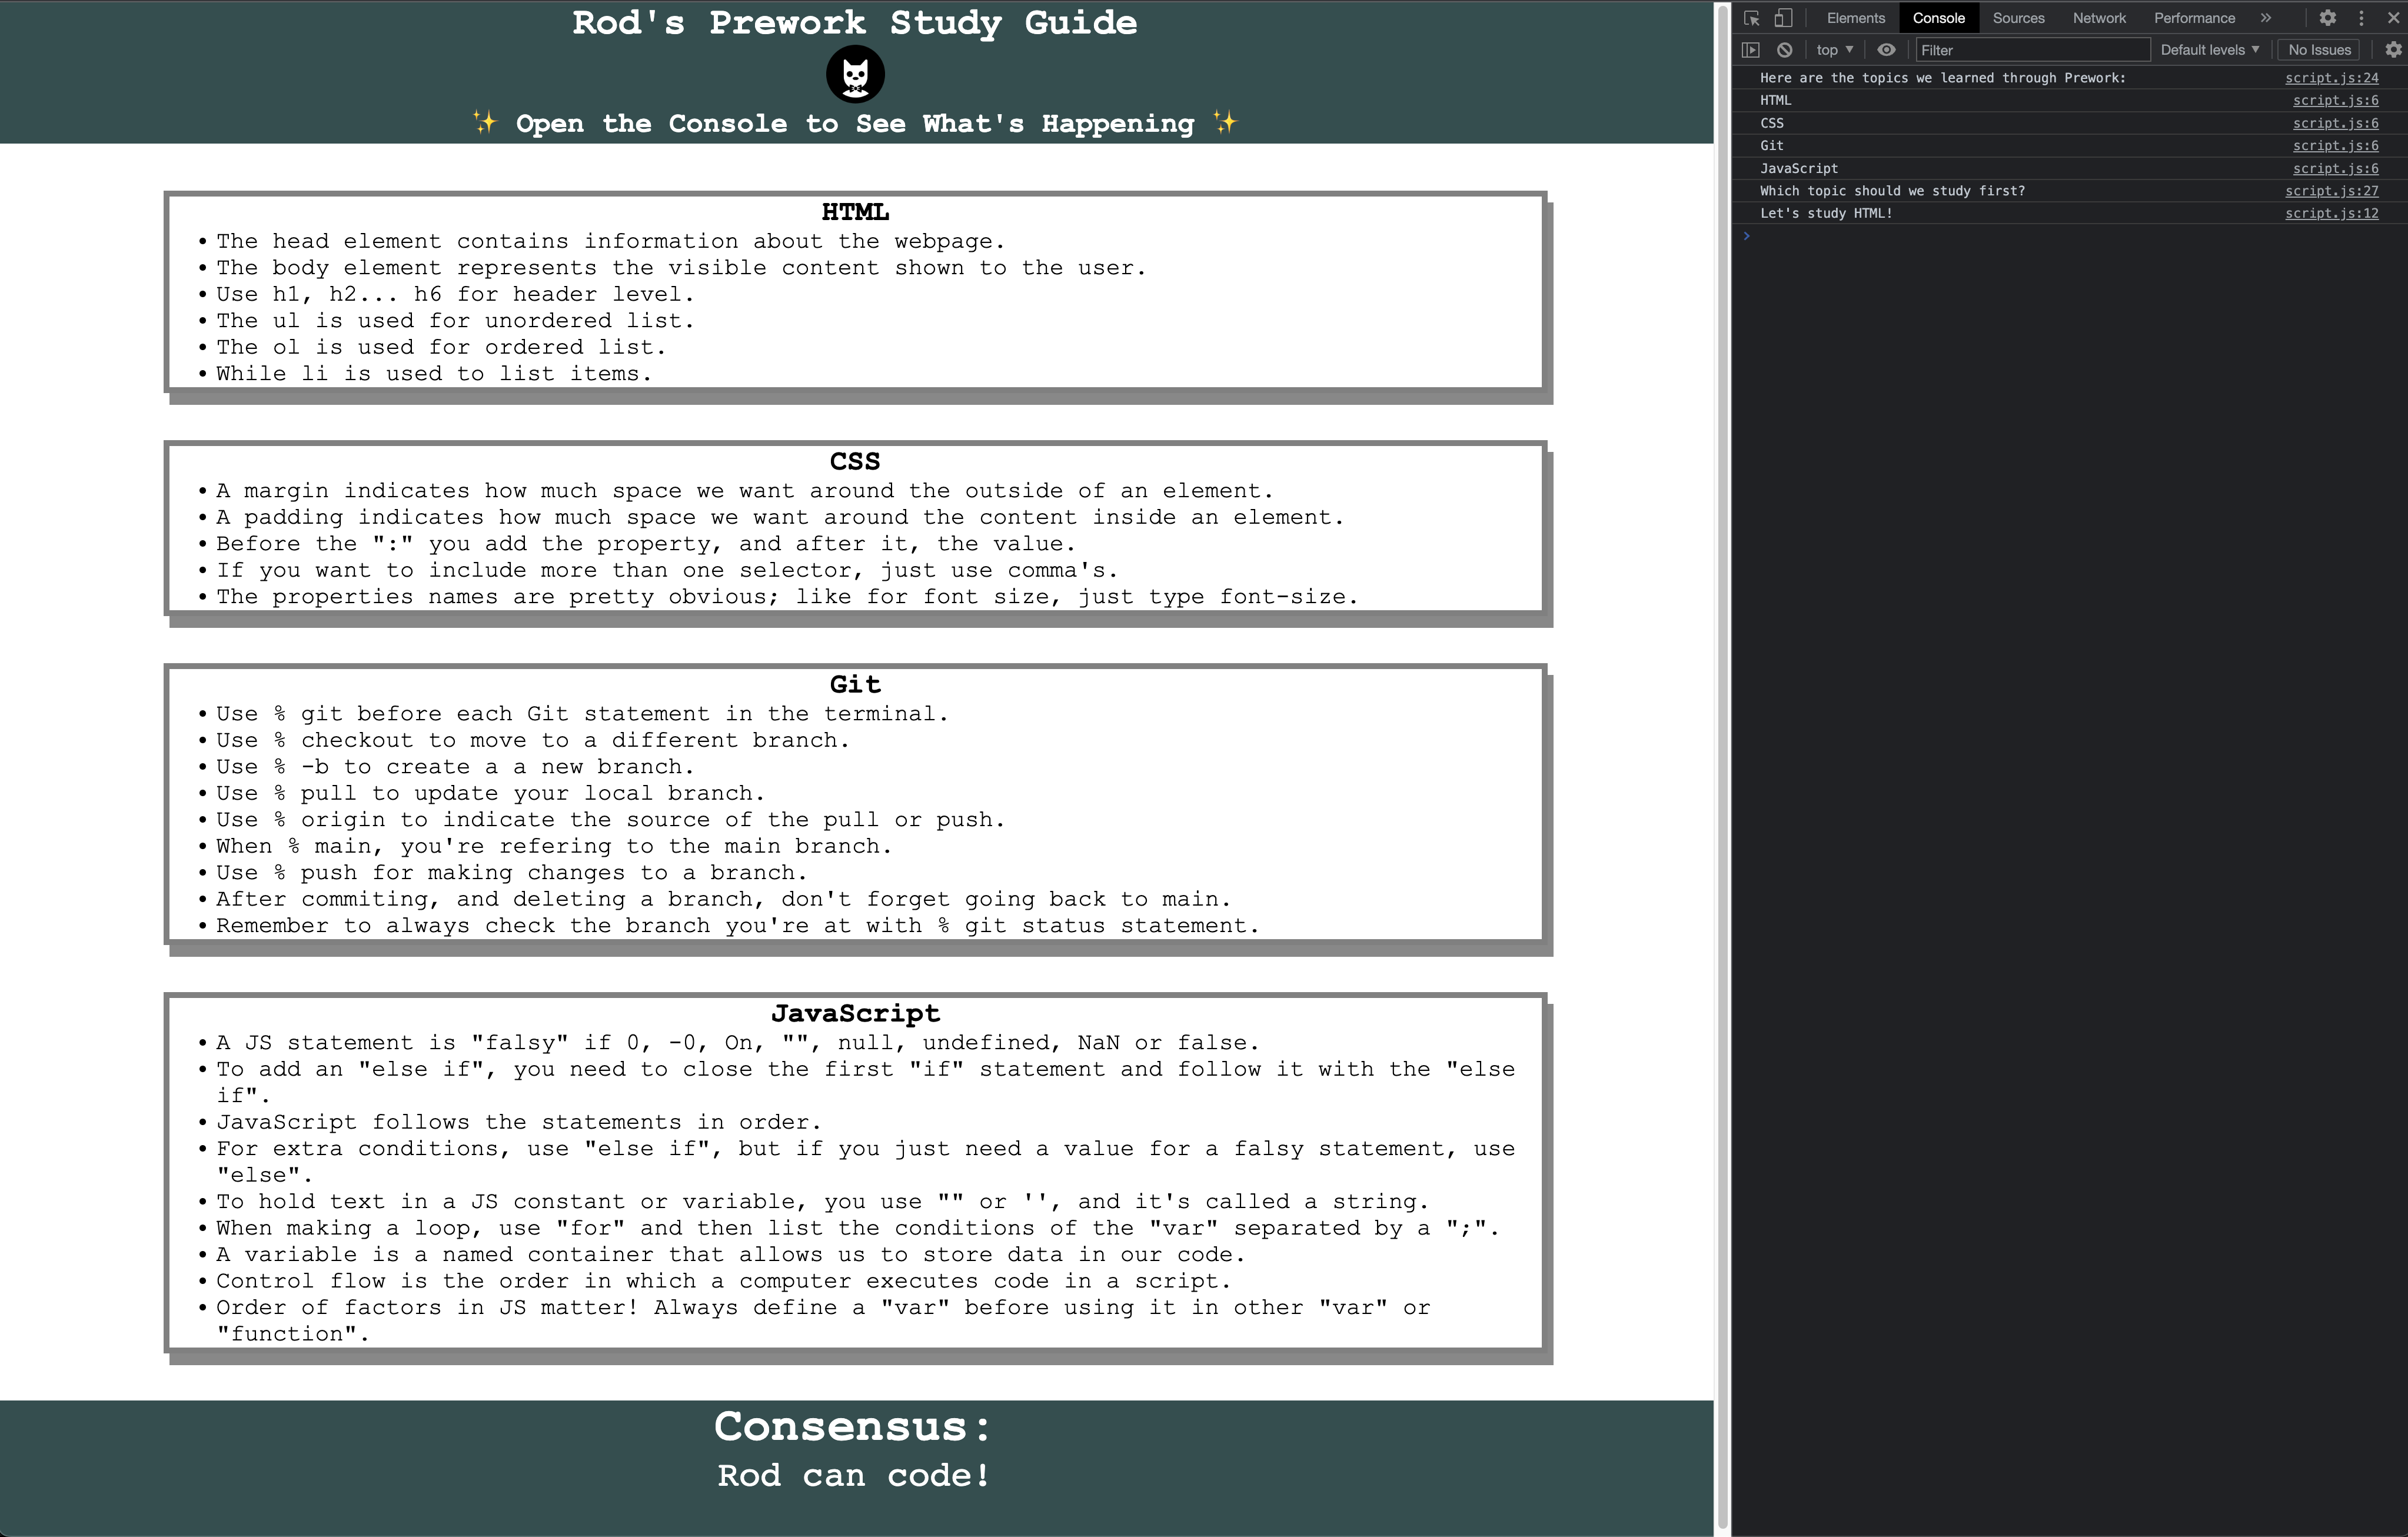 Rod's Prework Study Guide
✨ Open the Console to See What's Happening ✨
HTML
• The head element contains information about the webpage.
• The body element represents the visible content shown to the user.
• Use h1, h2... h6 for header level.
• The ul is used for unordered list.
• The ol is used for ordered list.
• While li is used to list items.
CSS
• A margin indicates how much space we want around the outside of an element.
• A padding indicates how much space we want around the content inside an element.
• Before the ":" you add the property, and after it, the value.
• If you want to include more than one selector, just use comma's.
• The properties names are pretty obvious; like for font size, just type font-size.
Git
• Use % git before each Git statement in the terminal.
• Use % checkout to move to a different branch.
• Use % -b to create a a new branch.
• Use % pull to update your local branch.
• Use % origin to indicate the source of the pull or push.
• When % main, you're refering to the main branch.
• Use % push for making changes to a branch.
• After commiting, and deleting a branch, don't forget going back to main.
• Remember to always check the branch you're at with % git status statement.
JavaScript
• A JS statement is "falsy" if 0, -0, On, "", null, undefined, NaN or false.
• To add an "else if", you need to close the first "if" statement and follow it with the "else
if".
• JavaScript follows the statements in order.
• For extra conditions, use "else if", but if you just need a value for a falsy statement, use
"else".
• To hold text in a JS constant or variable, you use "" or '', and it's called a string.
• When making a loop, use "for" and then list the conditions of the "var" separated by a ";".
• A variable is a named container that allows us to store data in our code.
• Control flow is the order in which a computer executes code in a script.
• Order of factors in JS matter! Always define a "var" before using it in other "var" or
"function".
Consensus:
Rod can code!
Elements Console Sources Network Performance »
top ▼ Filter Default levels ▼ No Issues
Here are the topics we learned through Prework: script.js:24
HTML script.js:6
CSS script.js:6
Git script.js:6
JavaScript script.js:6
Which topic should we study first? script.js:27
Let's study HTML! script.js:12
>